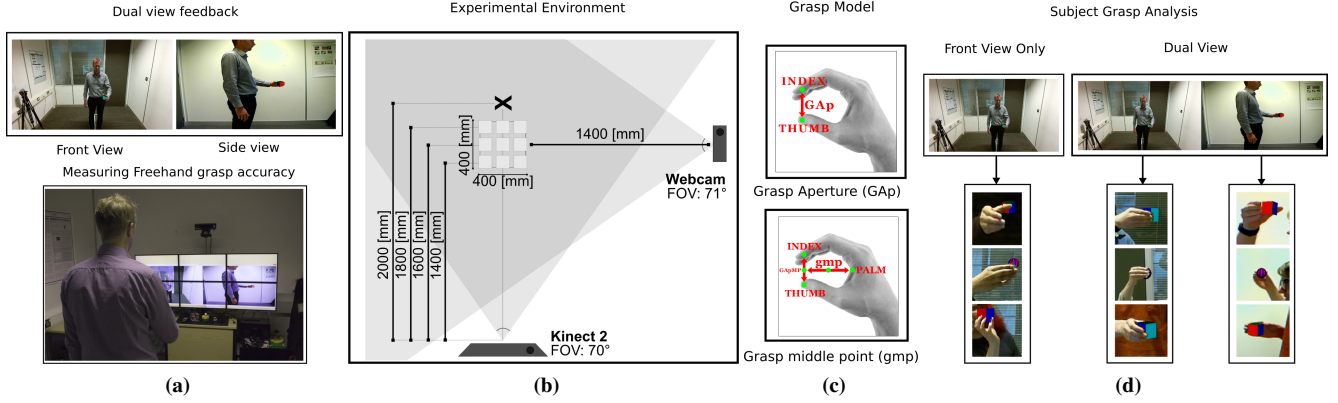 Dual view feedback
Front View
Side view
Measuring Freehand grasp accuracy
(a)
Experimental Environment
X
2000 [mm]
1800 [mm]
1600 [mm]
1400 [mm]
400 [mm]
400 [mm]
1400 [mm]
Webcam
FOV: 71°
Kinect 2
FOV: 70°
(b)
Grasp Model
INDEX
GAp
THUMB
Grasp Aperture (GAp)
INDEX
gmp
GApMP
PALM
THUMB
Grasp middle point (gmp)
(c)
Subject Grasp Analysis
Front View Only
Dual View
(d)